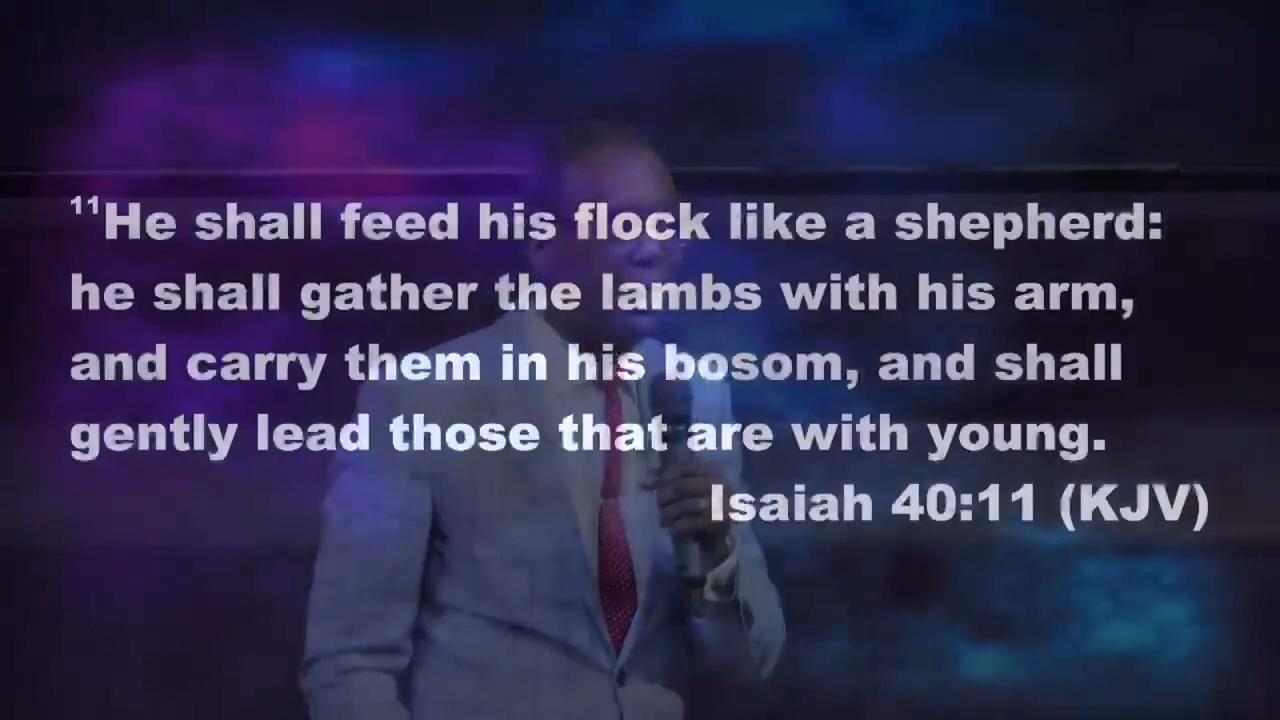 ¹¹He shall feed his flock like a shepherd:
he shall gather the lambs with his arm,
and carry them in his bosom, and shall
gently lead those that are with young.
Isaiah 40:11 (KJV)